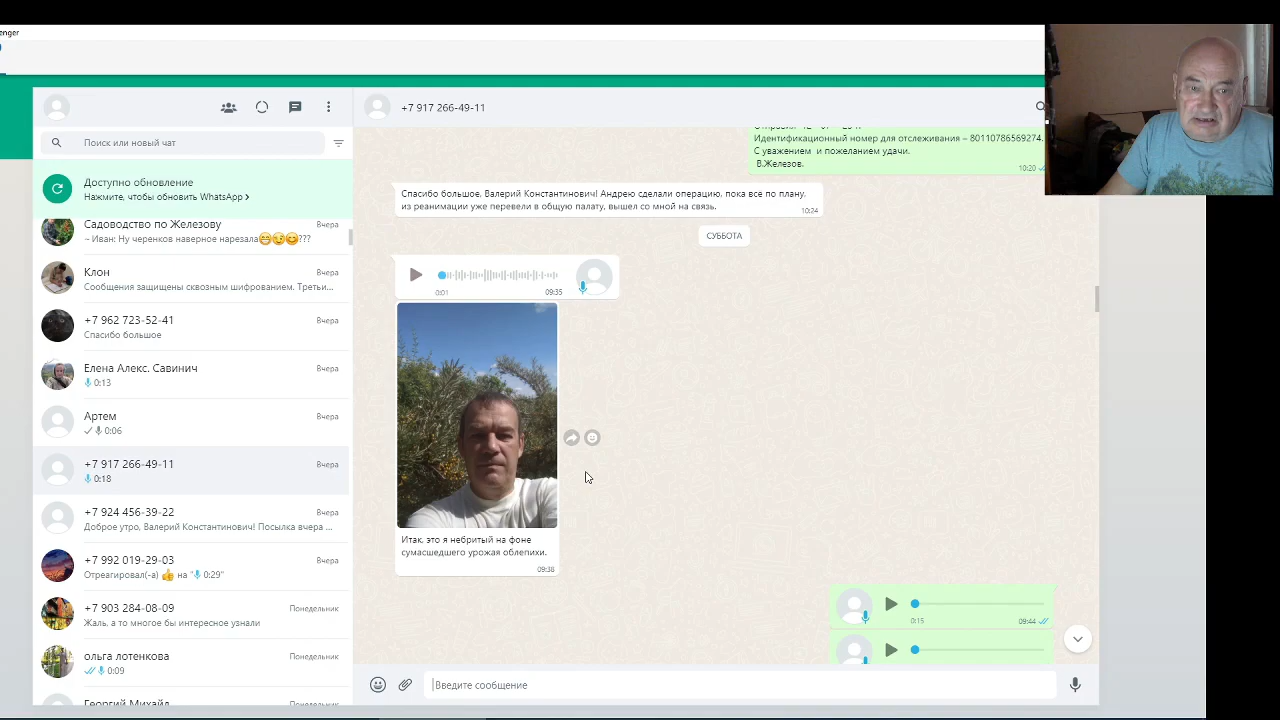 enger
Поиск или новый чат
Доступно обновление
Нажмите, чтобы обновить WhatsApp
Садоводство по Железову
Вчера
~ Иван: Ну черенков наверное нарезала😁😉😊???
Клон
Вчера
Сообщения защищены сквозным шифрованием. Третьи...
+7 962 723-52-41
Вчера
Спасибо большое
Елена Алекс. Савинич
Вчера
0:13
Артем
Вчера
0:06
+7 917 266-49-11
Вчера
0:18
+7 924 456-39-22
Вчера
Доброе утро, Валерий Константинович! Посылка вчера ...
+7 992 019-29-03
Вчера
Отреагировал(-а) 👍 на "0:29"
+7 903 284-08-09
Понедельник
Жаль, а то многое бы интересное узнали
ольга лотенкова
Понедельник
0:09
Георгий Михайл
+7 917 266-49-11
Идентификационный номер для отслеживания – 80110786569274.
С уважением и пожеланием удачи.
В.Железов.
10:20
Спасибо большое, Валерий Константинович! Андрею сделали операцию, пока все по плану,
из реанимации уже перевели в общую палату, вышел со мной на связь.
10:24
СУББОТА
0:01
09:35
Итак, это я небритый на фоне
сумасшедшего урожая облепихи.
09:38
0:15
09:44
Введите сообщение